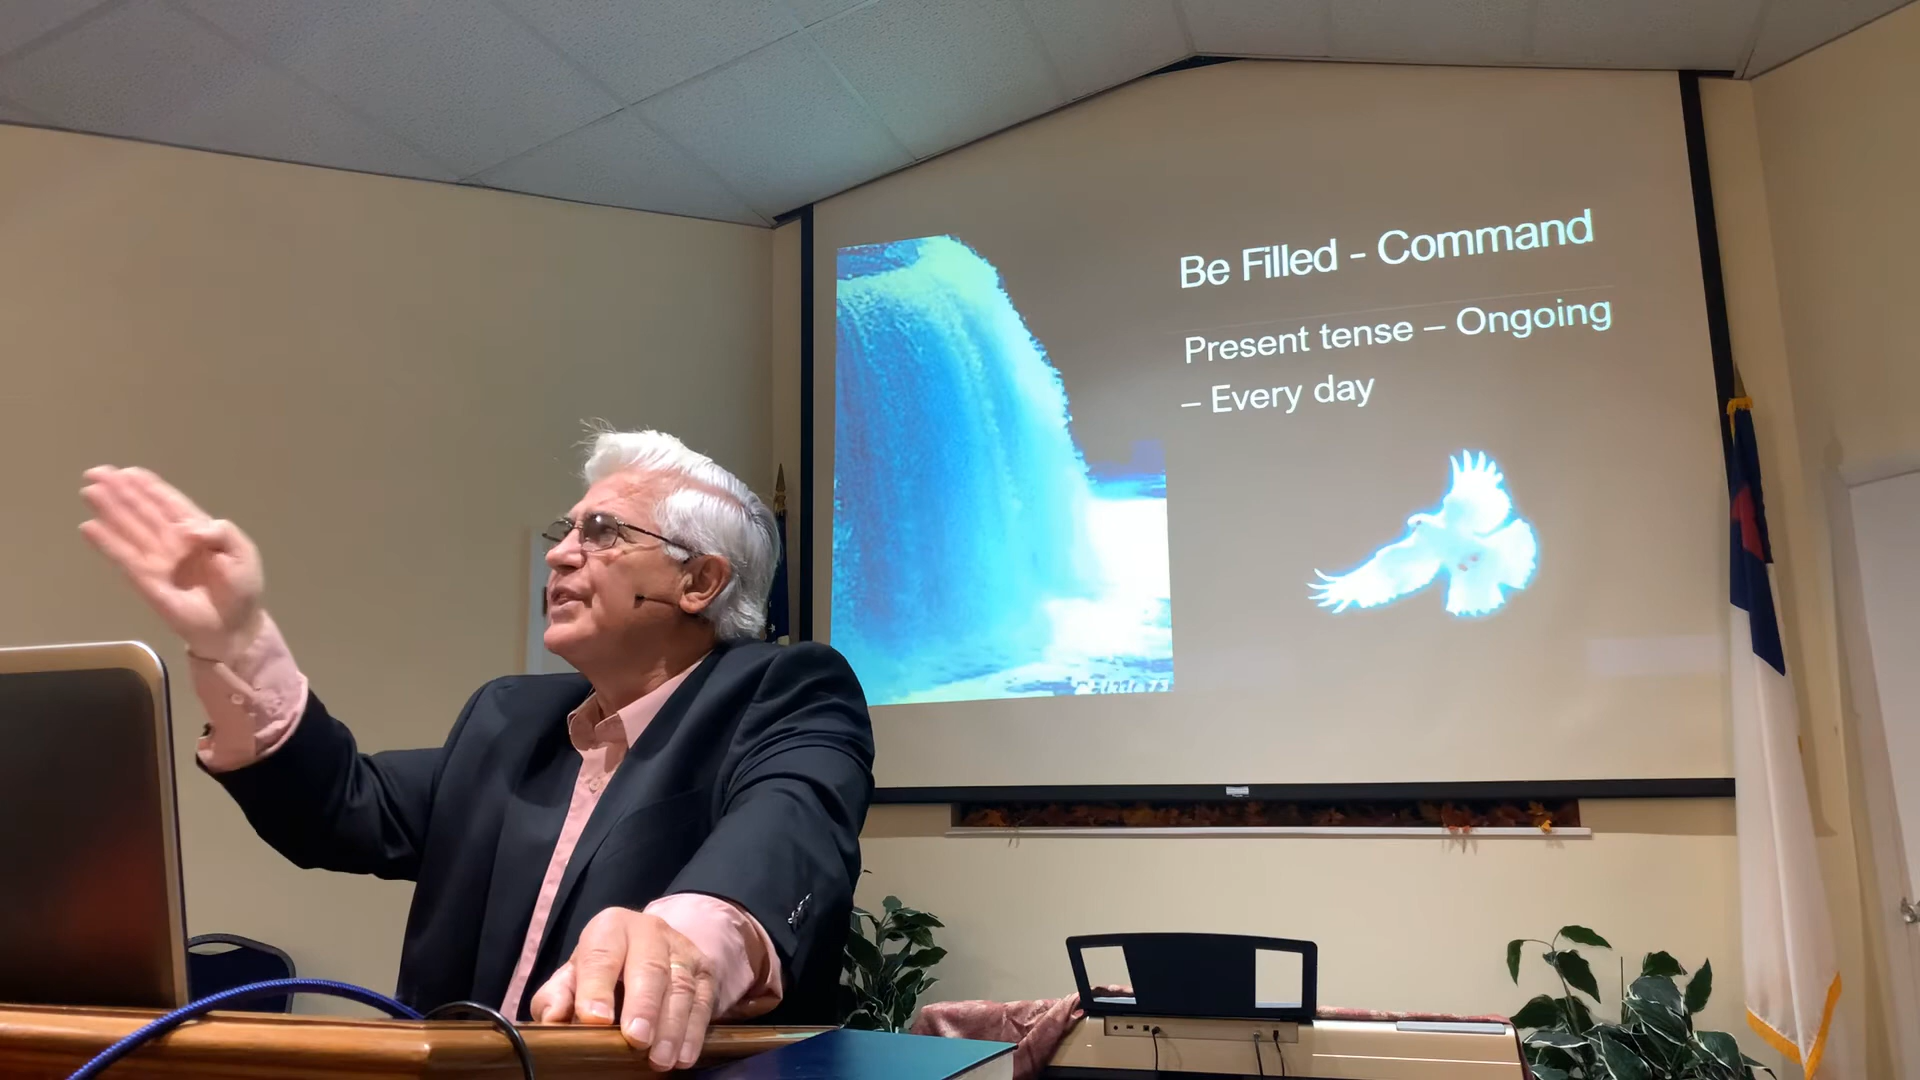 Be Filled - Command
Present tense – Ongoing
– Every day